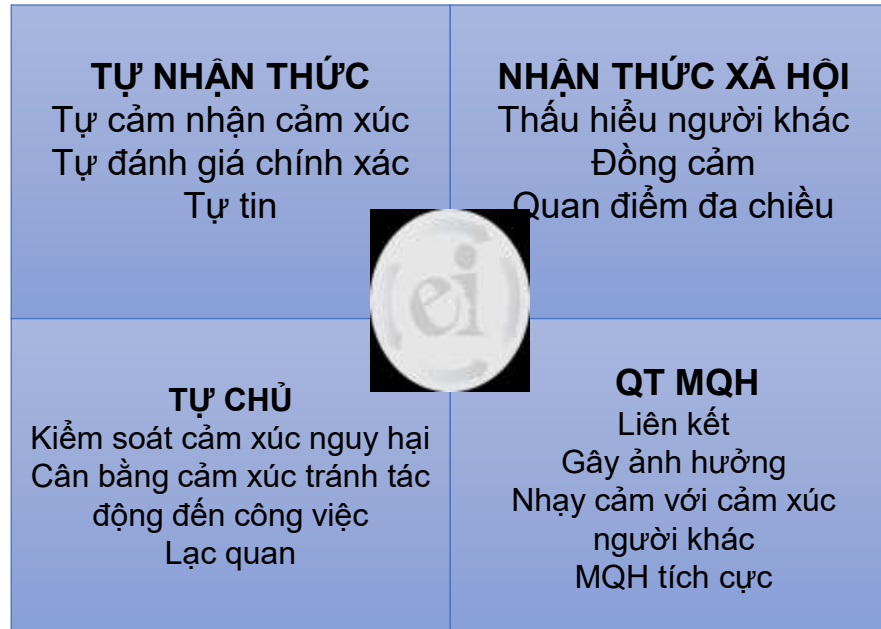 TỰ NHẬN THỨC
Tự cảm nhận cảm xúc
Tự đánh giá chính xác
Tự tin
NHẬN THỨC XÃ HỘI
Thấu hiểu người khác
Đồng cảm
Quan điểm đa chiều
ei
TỰ CHỦ
Kiểm soát cảm xúc nguy hại
Cân bằng cảm xúc tránh tác
động đến công việc
Lạc quan
QT MQH
Liên kết
Gây ảnh hưởng
Nhạy cảm với cảm xúc
người khác
MQH tích cực